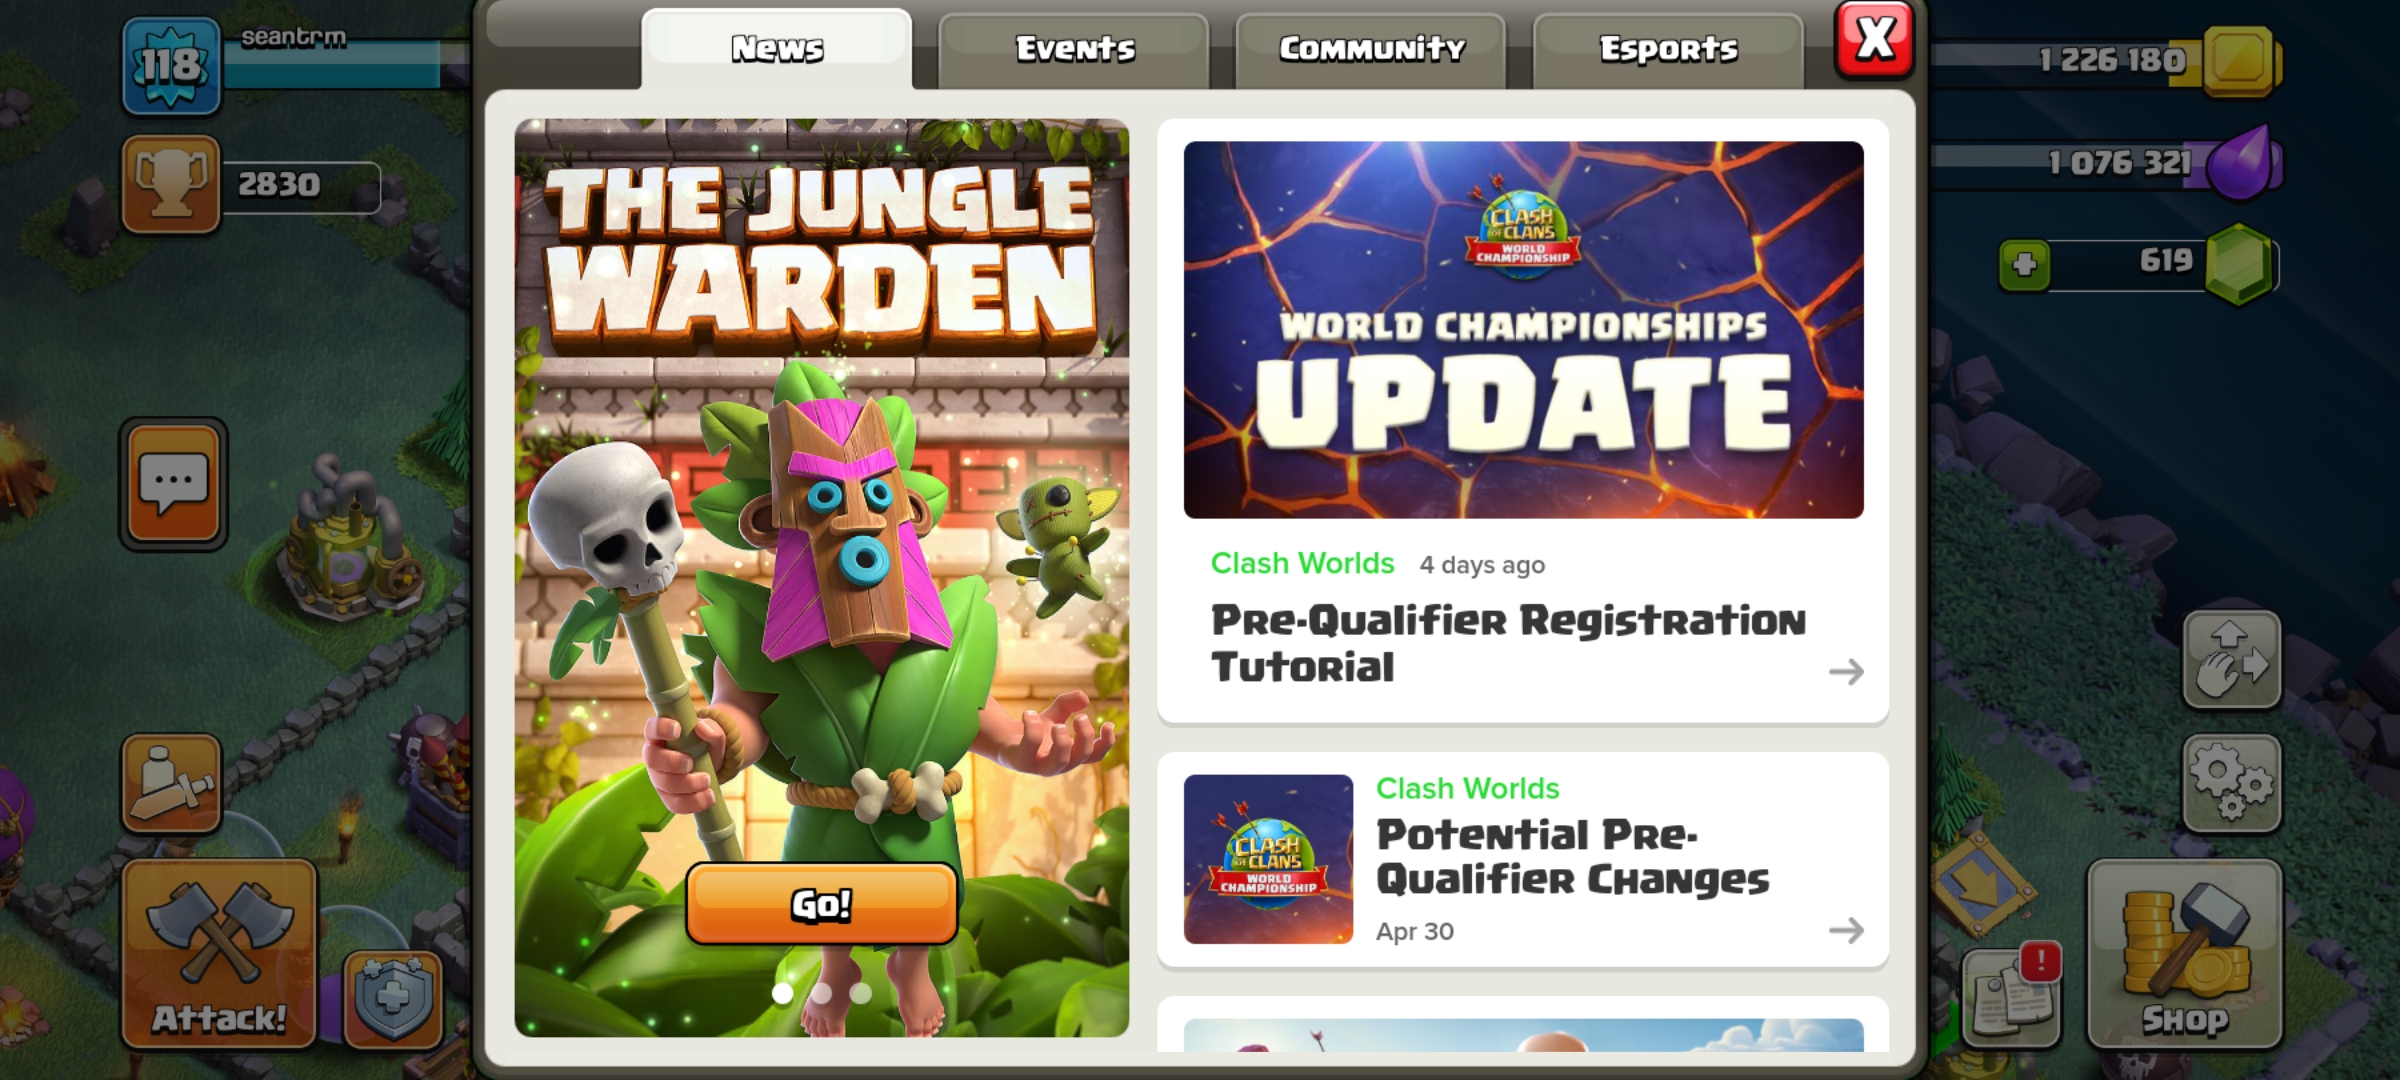 118
seantrm
2830
News
Events
Community
Esports
X
1 226 180
1 076 321
619
THE JUNGLE
WARDEN
Go!
CLASH
OF CLANS
WORLD
CHAMPIONSHIP
WORLD CHAMPIONSHIPS
UPDATE
Clash Worlds 4 days ago
Pre-Qualifier Registration
Tutorial
CLASH
OF CLANS
WORLD
CHAMPIONSHIP
Clash Worlds
Potential Pre-
Qualifier Changes
Apr 30
Attack!
!
Shop